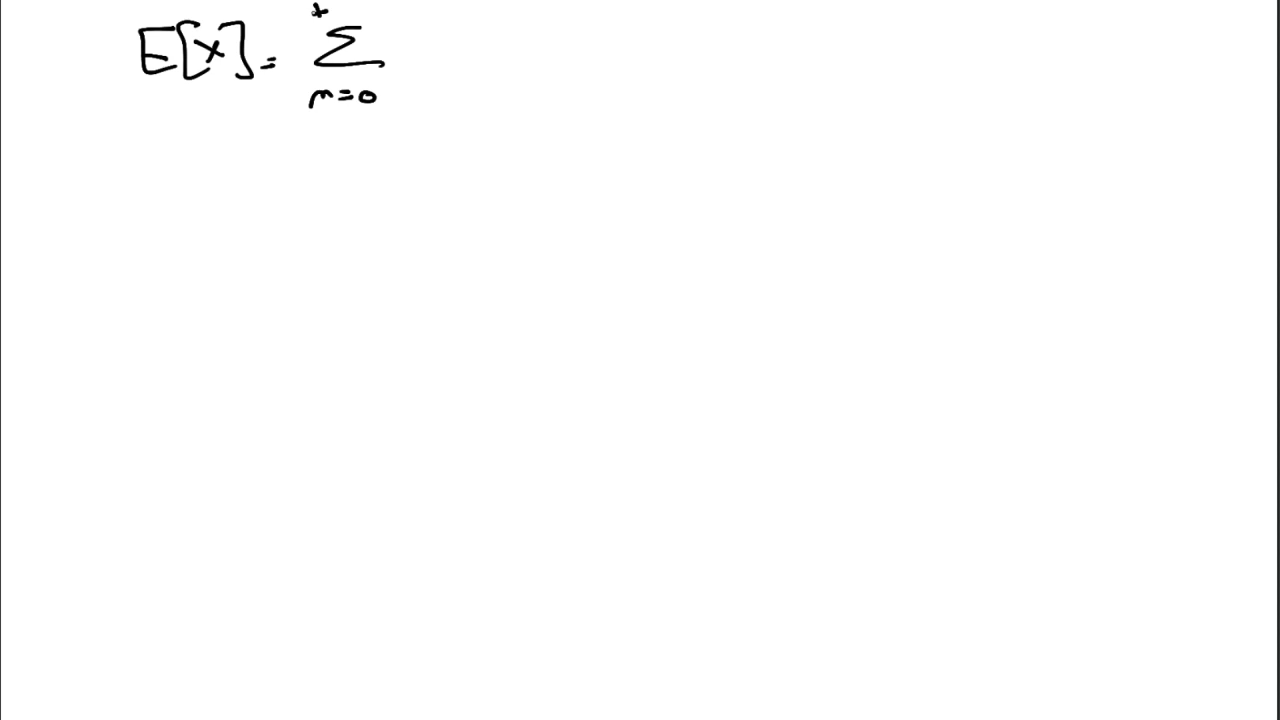 E[x] = + Σ n=0